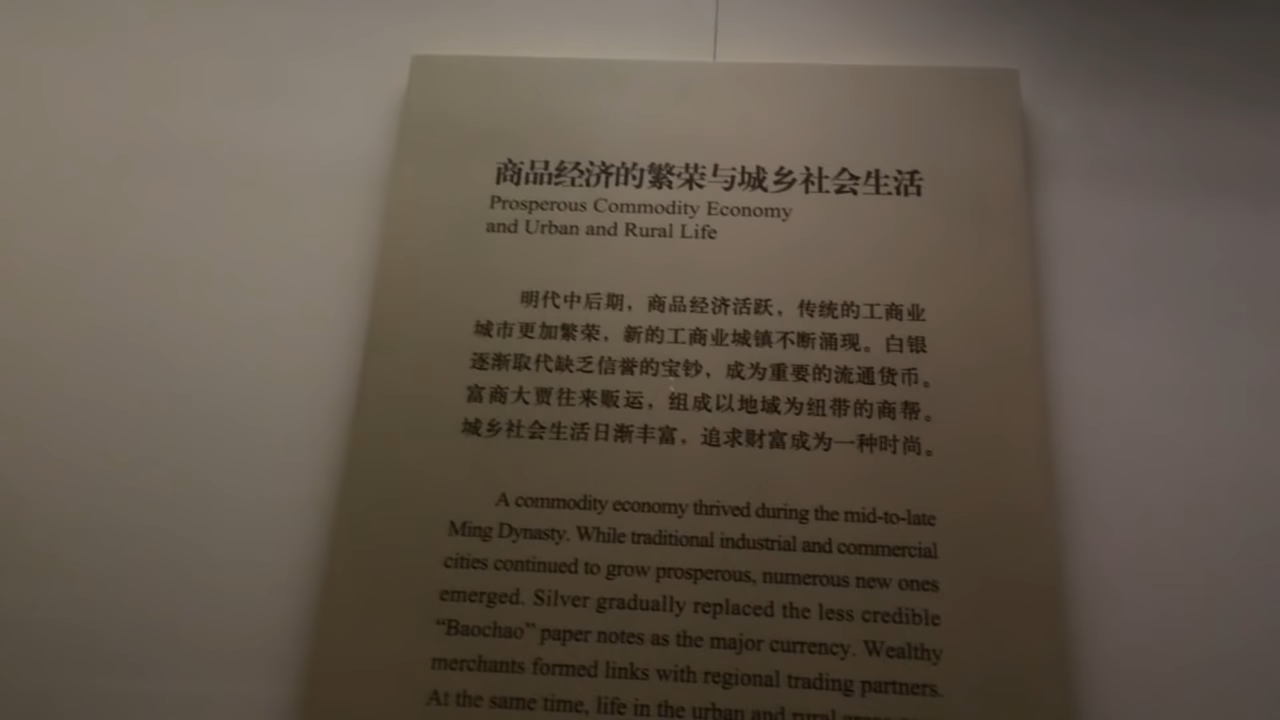 商品经济的繁荣与城乡社会生活
Prosperous Commodity Economy
and Urban and Rural Life
明代中后期，商品经济活跃，传统的工商业
城市更加繁荣，新的工商业城镇不断涌现。白银
逐渐取代缺乏信誉的宝钞，成为重要的流通货币。
富商大贾往来贩运，组成以地域为纽带的商帮。
城乡社会生活日渐丰富，追求财富成为一种时尚。
A commodity economy thrived during the mid-to-late
Ming Dynasty. While traditional industrial and commercial
cities continued to grow prosperous, numerous new ones
emerged. Silver gradually replaced the less credible
“Baochao” paper notes as the major currency. Wealthy
merchants formed links with regional trading partners.
At the same time, life in the urban and rural